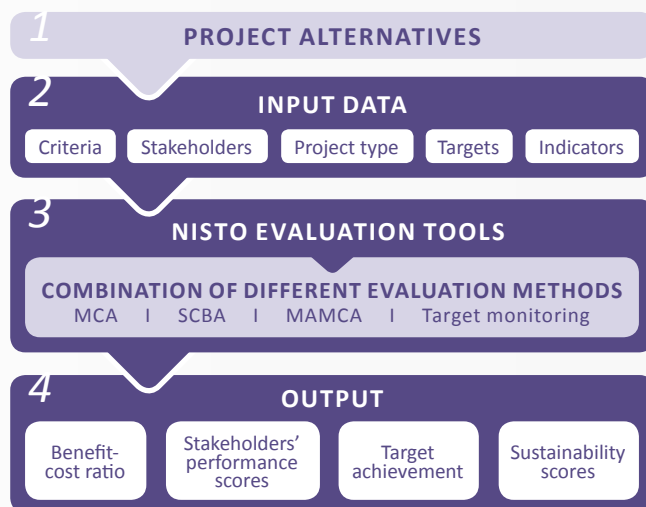 1
PROJECT ALTERNATIVES
2
INPUT DATA
Criteria Stakeholders Project type Targets Indicators
3
NISTO EVALUATION TOOLS
COMBINATION OF DIFFERENT EVALUATION METHODS
MCA I SCBA I MAMCA I Target monitoring
4
OUTPUT
Benefit-
cost ratio
Stakeholders’
performance
scores
Target
achievement
Sustainability
scores